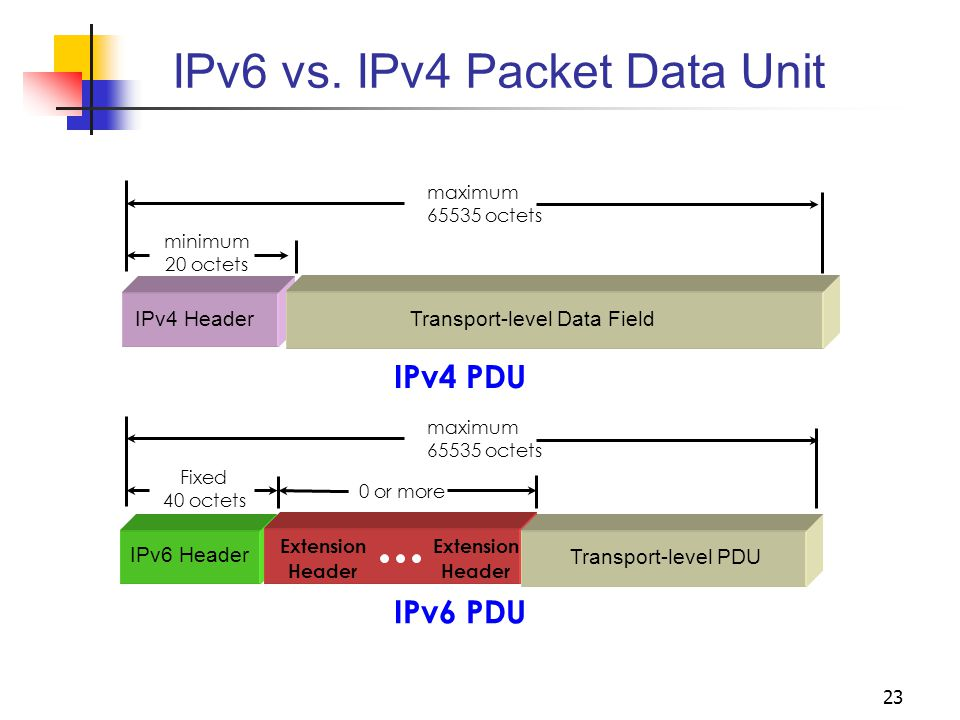 IPv6 vs. IPv4 Packet Data Unit
maximum
65535 octets
minimum
20 octets
IPv4 Header
Transport-level Data Field
IPv4 PDU
maximum
65535 octets
Fixed
40 octets
0 or more
IPv6 Header
Extension
Header
Extension
Header
Transport-level PDU
IPv6 PDU
23